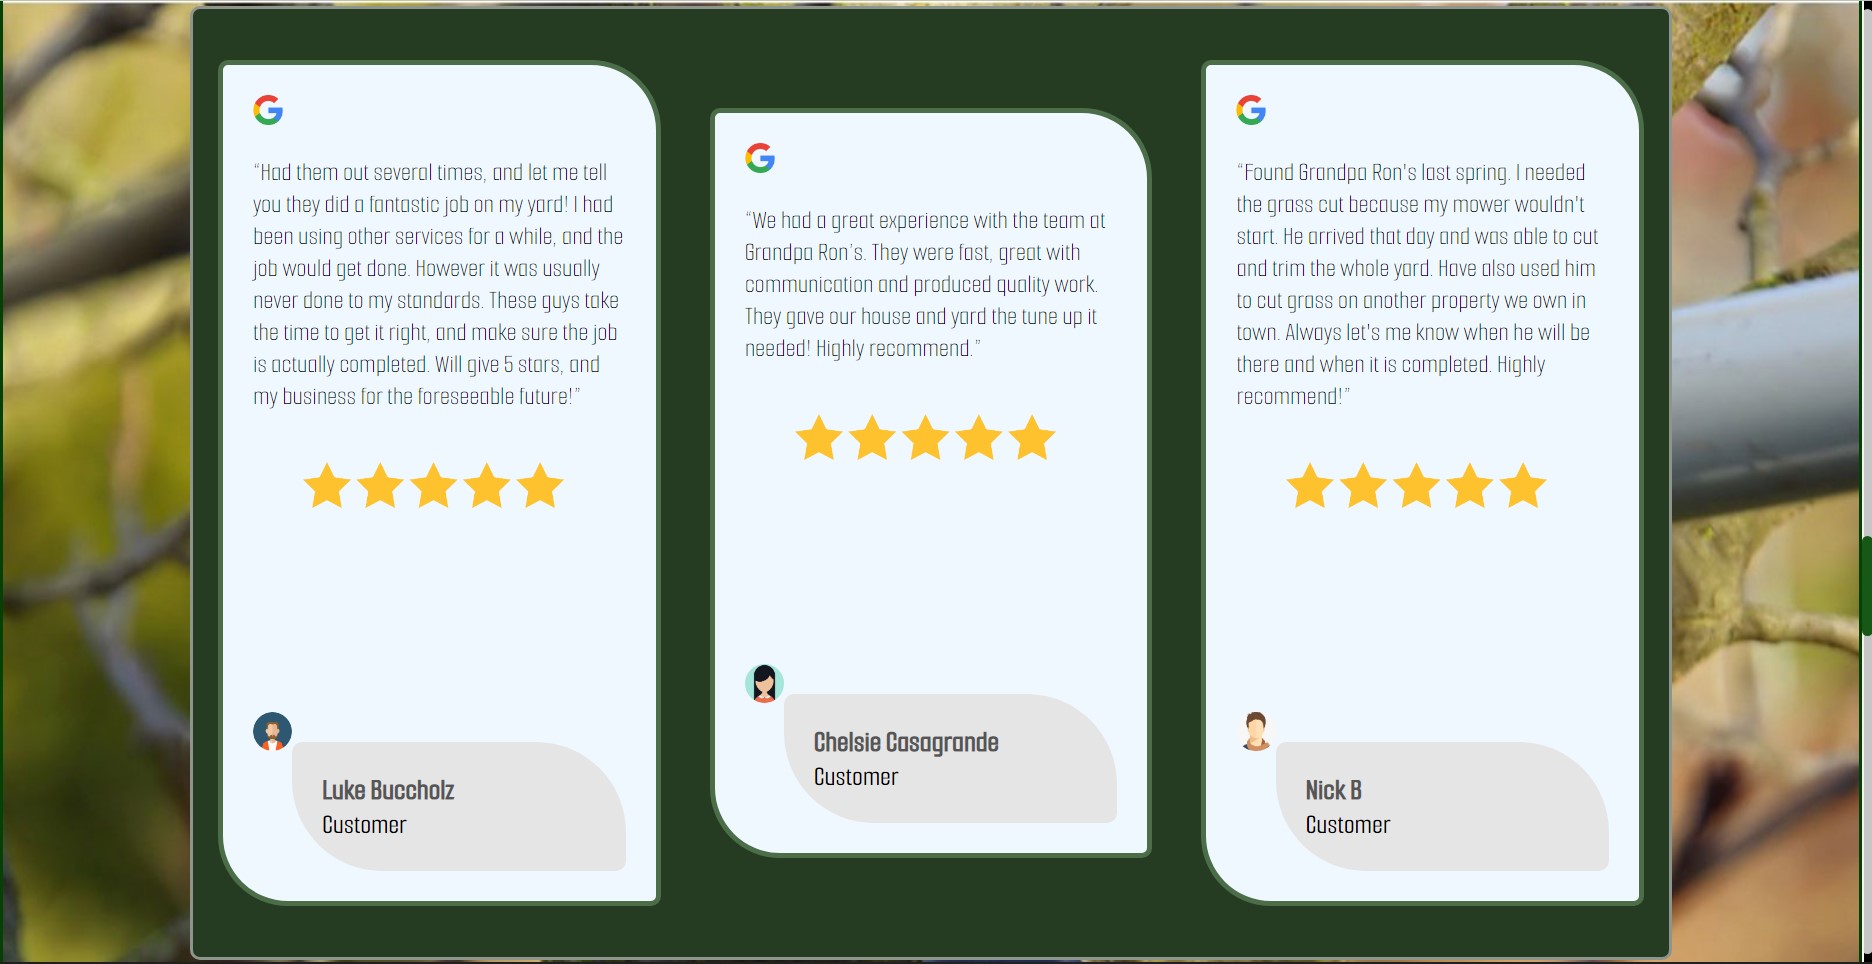 “Had them out several times, and let me tell
you they did a fantastic job on my yard! I had
been using other services for a while, and the
job would get done. However it was usually
never done to my standards. These guys take
the time to get it right, and make sure the job
is actually completed. Will give 5 stars, and
my business for the foreseeable future!”
Luke Buccholz
Customer
“We had a great experience with the team at
Grandpa Ron’s. They were fast, great with
communication and produced quality work.
They gave our house and yard the tune up it
needed! Highly recommend.”
Chelsie Casagrande
Customer
“Found Grandpa Ron's last spring. I needed
the grass cut because my mower wouldn't
start. He arrived that day and was able to cut
and trim the whole yard. Have also used him
to cut grass on another property we own in
town. Always let's me know when he will be
there and when it is completed. Highly
recommend!”
Nick B
Customer